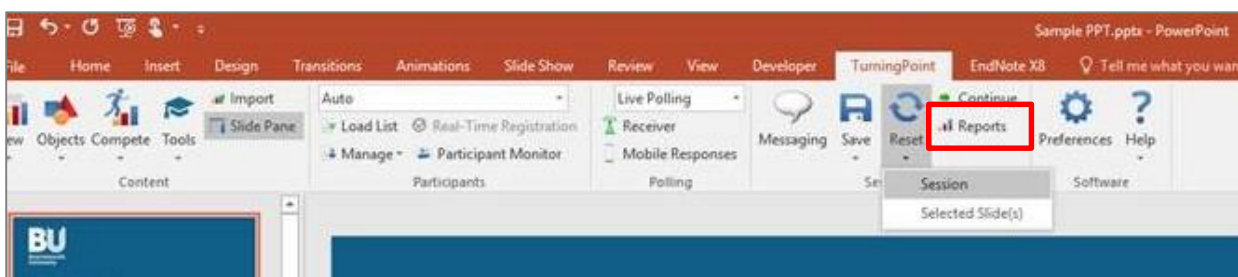 Sample PPT.pptx - PowerPoint
File Home Insert Design Transitions Animations Slide Show Review View Developer TurningPoint EndNote X8 Tell me what you wan
Import Auto Live Polling Continue
Slide Pane Load List Real-Time Registration Receiver Reports
Objects Compete Tools Manage Participant Monitor Mobile Responses Messaging Save Reset Preferences Help
Content Participants Polling Se Software
Session
Selected Slide(s)
BU